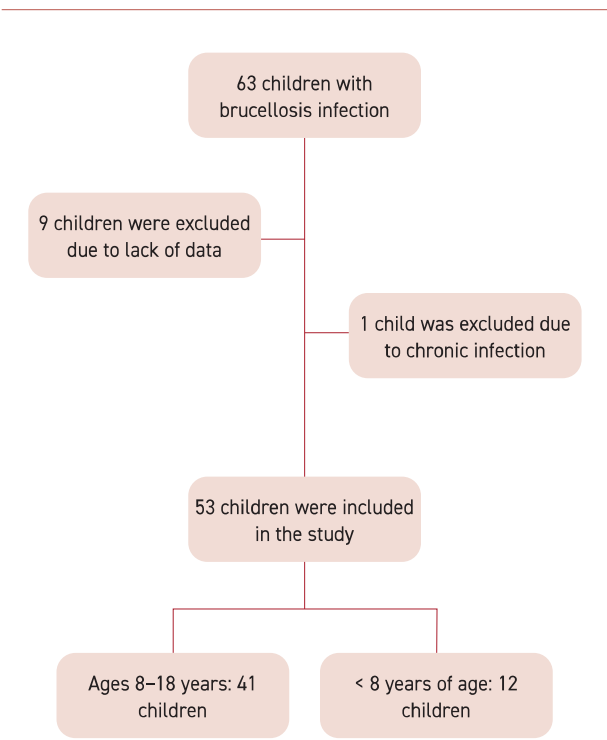 63 children with
brucellosis infection
9 children were excluded
due to lack of data
1 child was excluded due
to chronic infection
53 children were included
in the study
Ages 8–18 years: 41
children
< 8 years of age: 12
children